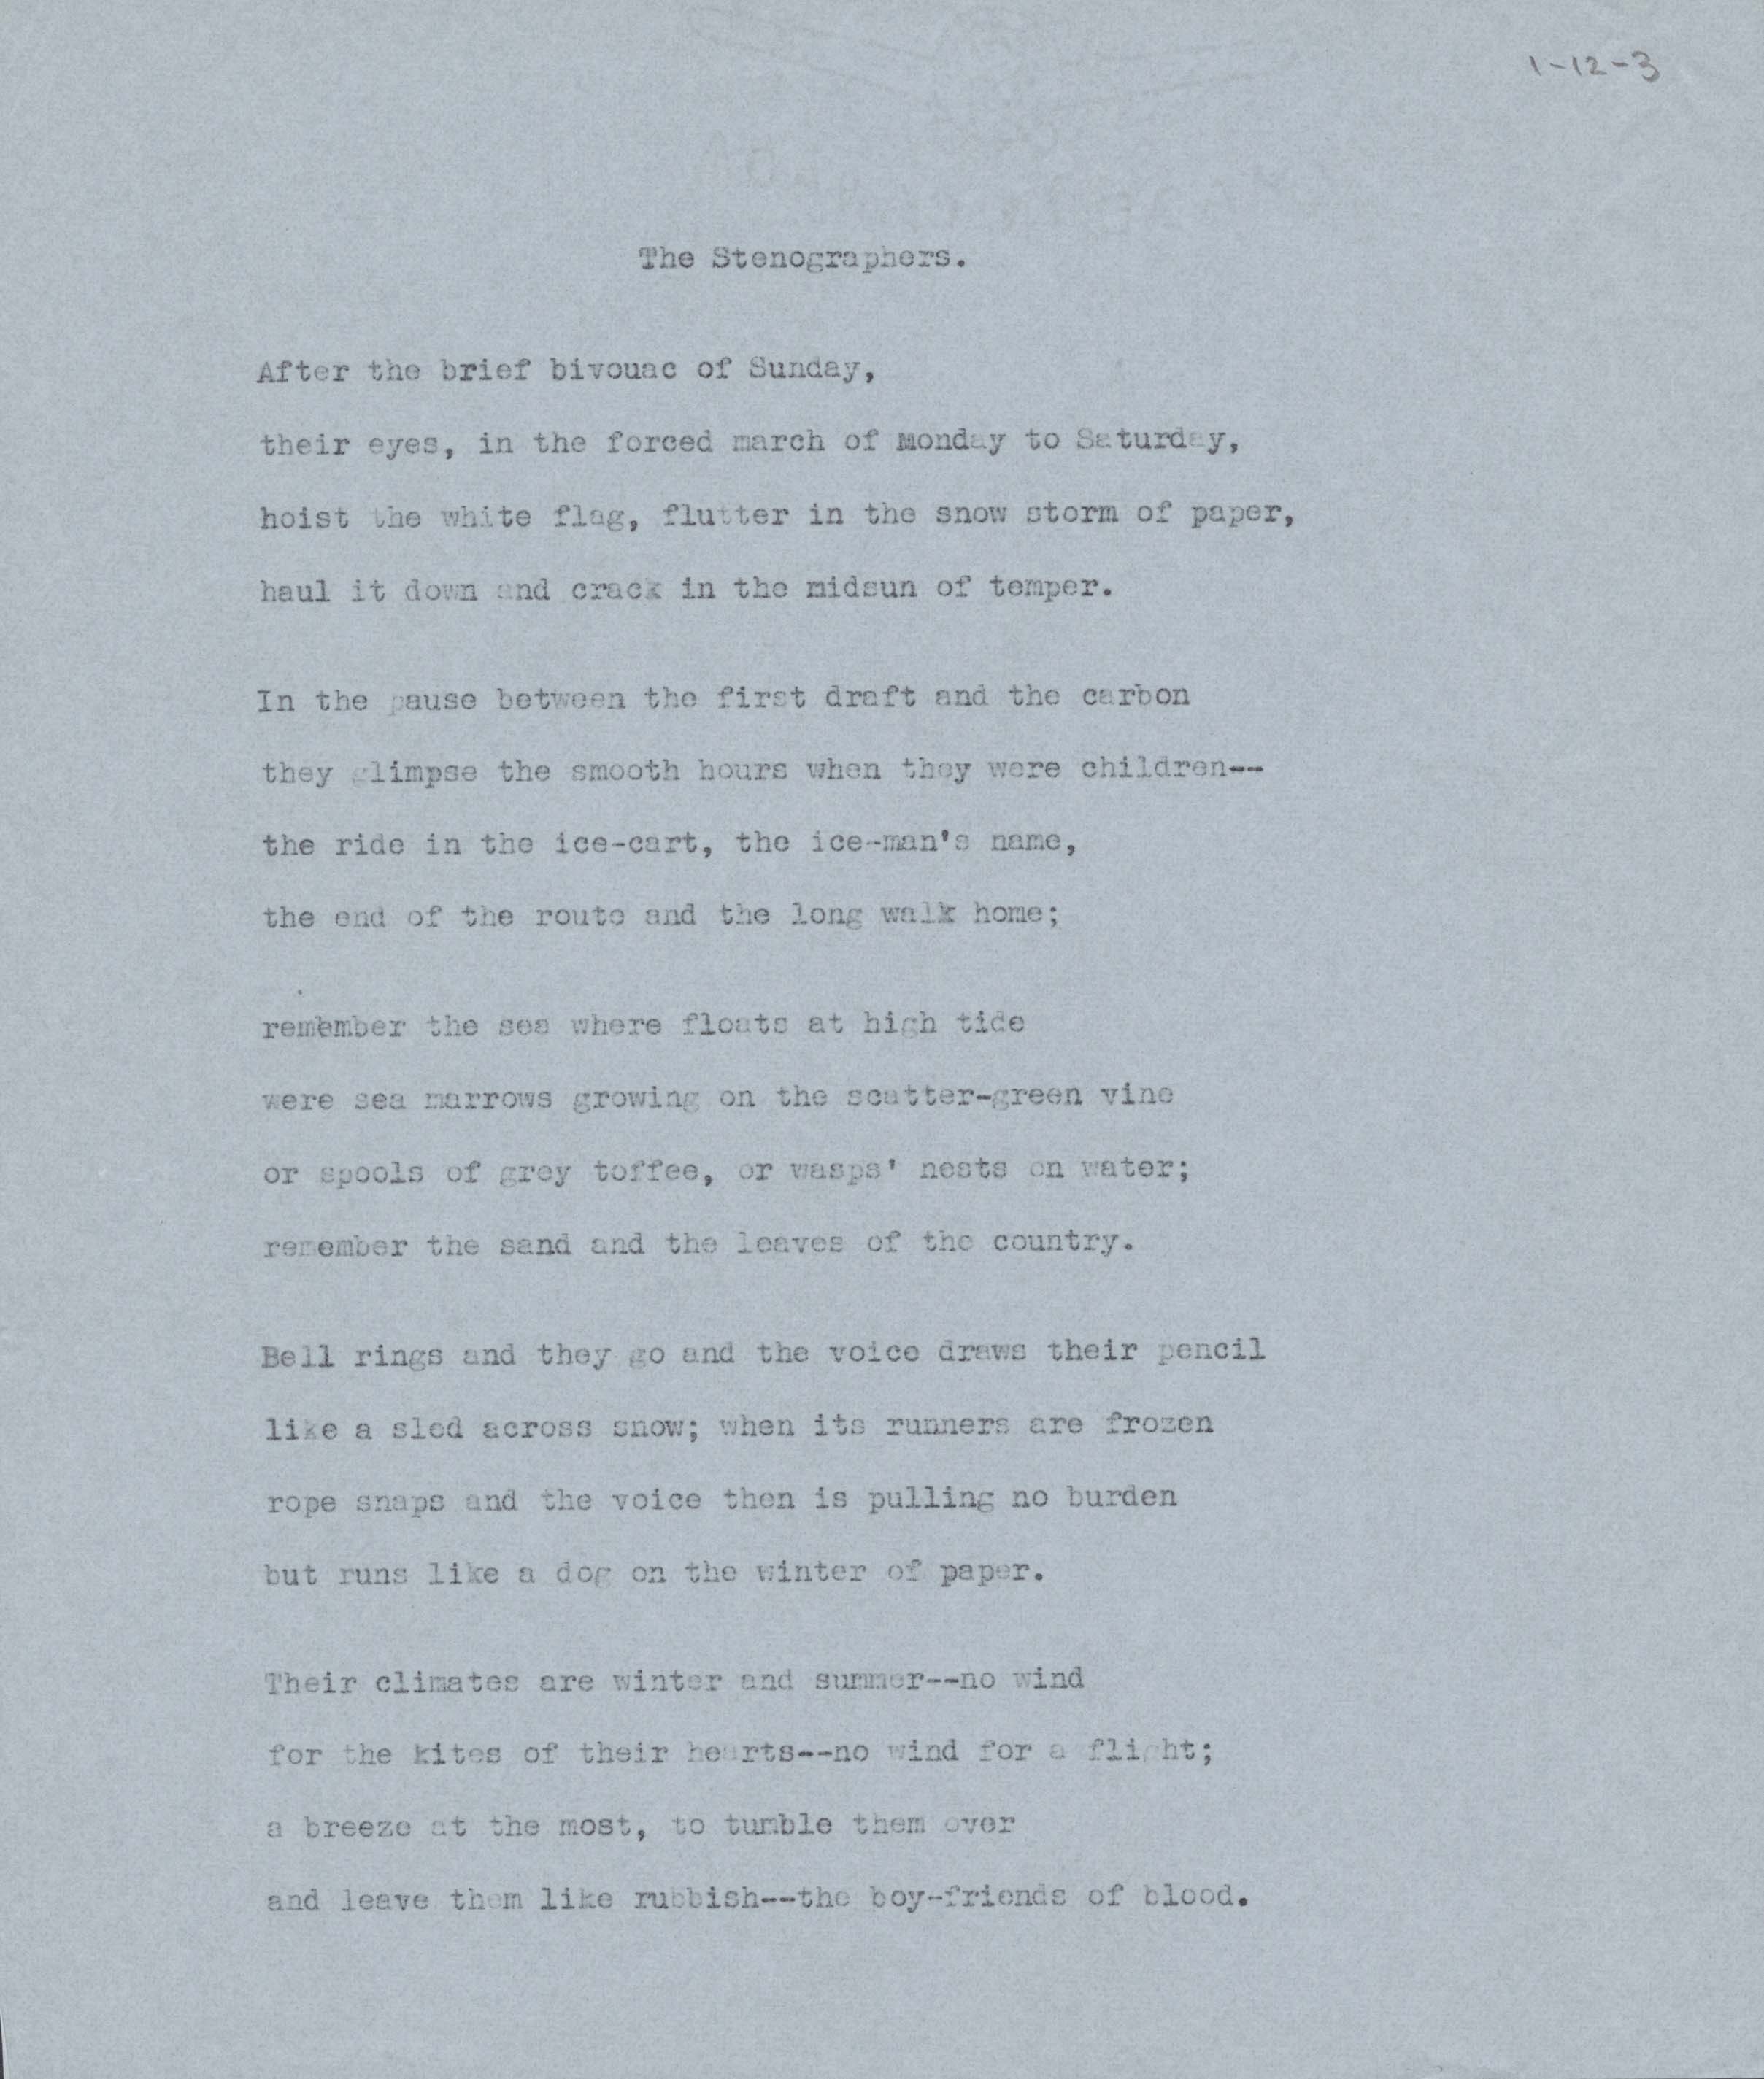 1-12-3
The Stenographers.
After the brief bivouac of Sunday,
their eyes, in the forced march of Monday to Saturday,
hoist the white flag, flutter in the snow storm of paper,
haul it down and crack in the midsun of temper.
In the pause between the first draft and the carbon
they glimpse the smooth hours when they were children--
the ride in the ice-cart, the ice-man's name,
the end of the route and the long walk home;
remember the sea where floats at high tide
were sea marrows growing on the scatter-green vine
or spools of grey toffee, or wasps' nests on water;
remember the sand and the leaves of the country.
Bell rings and they go and the voice draws their pencil
like a sled across snow; when its runners are frozen
rope snaps and the voice then is pulling no burden
but runs like a dog on the winter of paper.
Their climates are winter and summer--no wind
for the kites of their hearts--no wind for a flight;
a breeze at the most, to tumble them over
and leave them like rubbish--the boy-friends of blood.